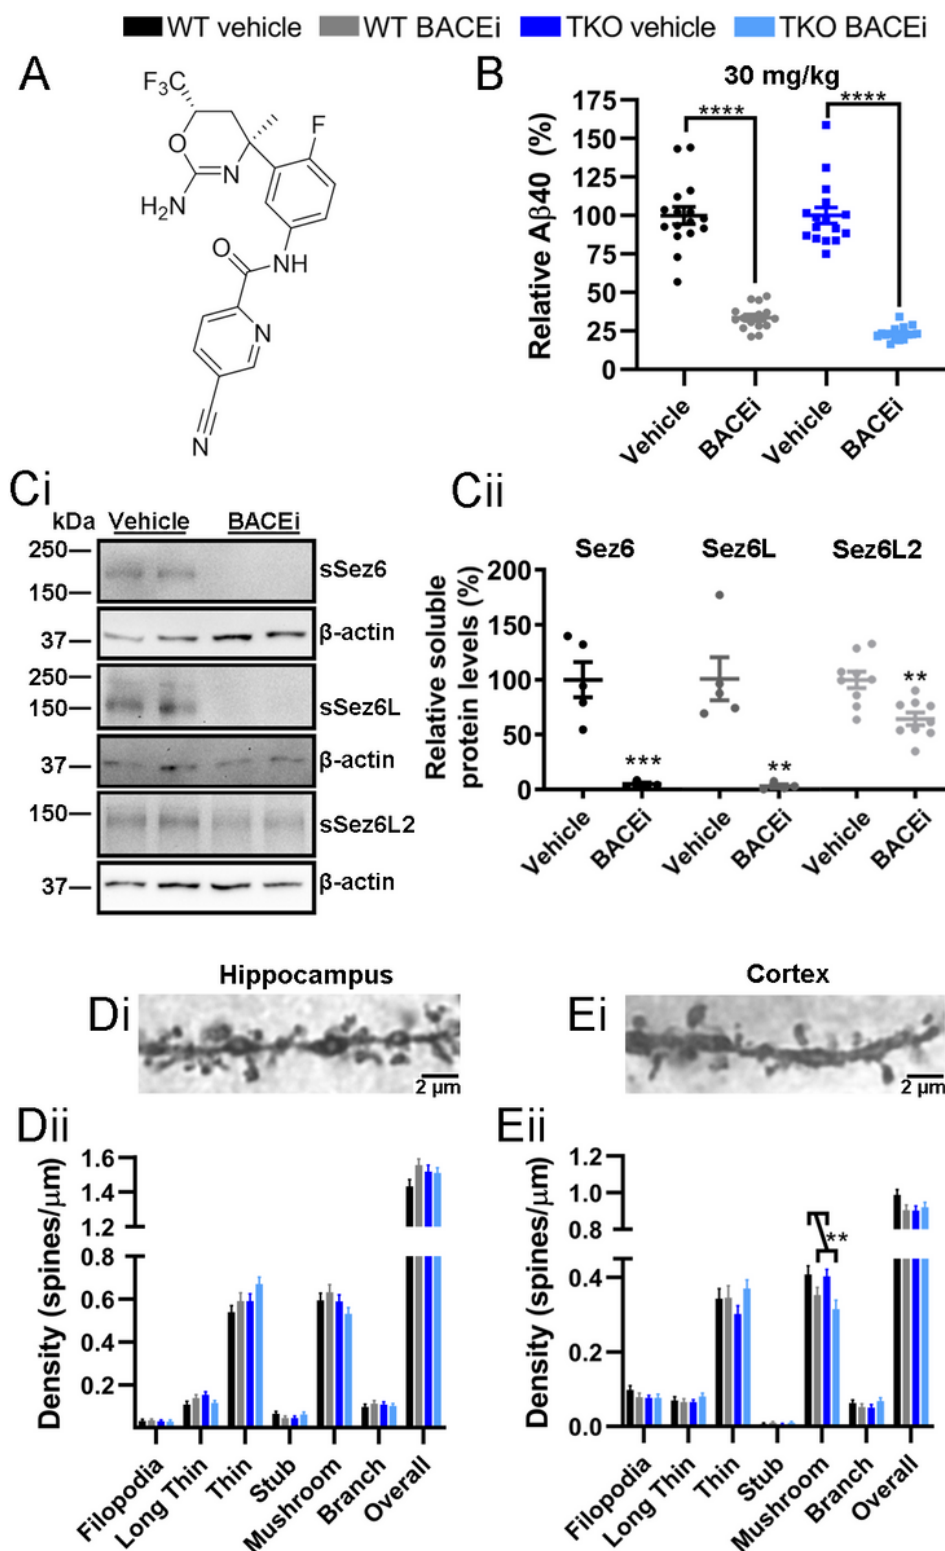 WT vehicle WT BACEi TKO vehicle TKO BACEi
A
F₃C
F
O
N
H₂N
O
NH
N
N
B
30 mg/kg
****
****
Relative Aβ40 (%)
175
150
125
100
75
50
25
0
Vehicle
BACEi
Vehicle
BACEi
Ci
kDa Vehicle BACEi
250
150
sSez6
37
β-actin
250
150
sSez6L
37
β-actin
150
sSez6L2
37
β-actin
Cii
Sez6 Sez6L Sez6L2
Relative soluble
protein levels (%)
200
150
100
50
0
***
**
**
Vehicle
BACEi
Vehicle
BACEi
Vehicle
BACEi
Hippocampus
Di
2 μm
Cortex
Ei
2 μm
Dii
Density (spines/μm)
1.6
1.4
1.2
0.8
0.6
0.4
0.2
Filopodia
Long Thin
Thin
Stub
Mushroom
Branch
Overall
Eii
Density (spines/μm)
1.2
1.0
0.8
0.4
0.2
0.0
**
Filopodia
Long Thin
Thin
Stub
Mushroom
Branch
Overall